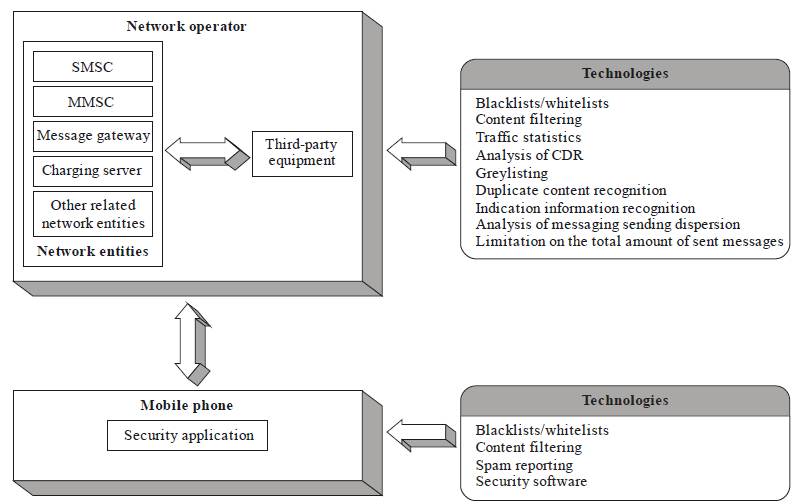 Network operator
SMSC
MMSC
Message gateway
Charging server
Other related
network entities
Network entities
Third-party
equipment
Technologies
Blacklists/whitelists
Content filtering
Traffic statistics
Analysis of CDR
Greylisting
Duplicate content recognition
Indication information recognition
Analysis of messaging sending dispersion
Limitation on the total amount of sent messages
Mobile phone
Security application
Technologies
Blacklists/whitelists
Content filtering
Spam reporting
Security software